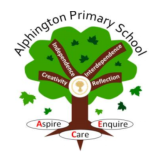 Alphington Primary School
Independence
Interdependence
Creativity
Reflection
Aspire
Enquire
Care